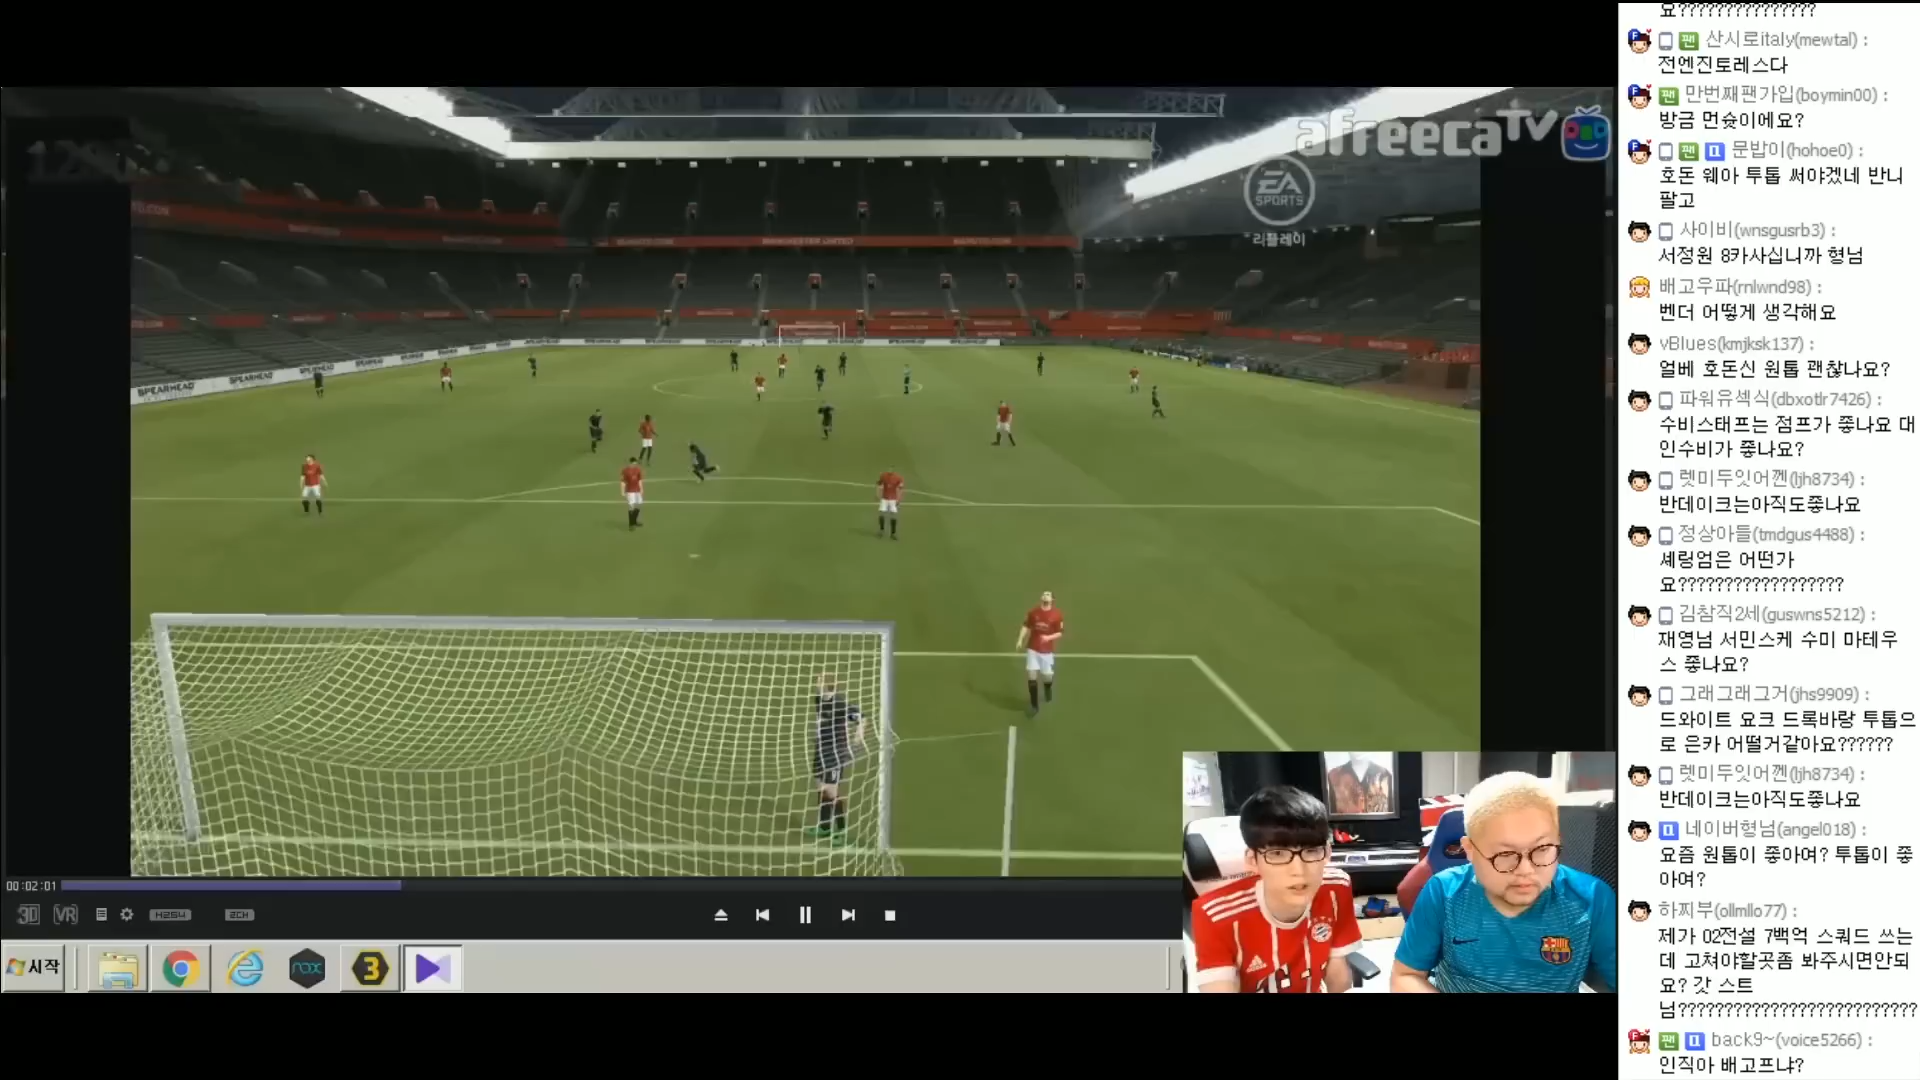 afreecaTV
EA
SPORTS
리플레이
MANCHESTER UNITED
SPEARHEAD
SPEARHEAD
SPEARHEAD
00:02:01
3D
VR
H264
2CH
시작
nox
3
요???????????????
팬 산시로italy(mewtal) :
전엔진토레스다
팬 만번째팬가입(boymin00) :
방금 먼슛이에요?
팬 문밥이(hohoe0) :
호돈 웨아 투톱 써야겠네 반니
팔고
사이비(wnsgusrb3) :
서정원 8카사십니까 형님
배고우파(rnlwnd98) :
벤더 어떻게 생각해요
vBlues(kmjksk137) :
얼베 호돈신 원톱 괜찮나요?
파워유섹식(dbxotlr7426) :
수비스태프는 점프가 좋나요 대
인수비가 좋나요?
렛미두잇어껜(ljh8734) :
반데이크는아직도좋나요
정상아들(tmdgus4488) :
셰링엄은 어떤가
요??????????????????
김참직2세(guswns5212) :
재영님 서민스케 수미 마테우
스 좋나요?
그래그래그거(jhs9909) :
드와이트 요크 드록바랑 투톱으
로 은카 어떨거같아요??????
렛미두잇어껜(ljh8734) :
반데이크는아직도좋나요
네이버형님(angel018) :
요즘 원톱이 좋아여? 투톱이 좋
아여?
하찌부(ollmllo77) :
제가 02전설 7백억 스쿼드 쓰는
데 고쳐야할곳좀 봐주시면안되
요? 갓 스트
님??????????????????????????
팬 back9~(voice5266) :
인직아 배고프냐?